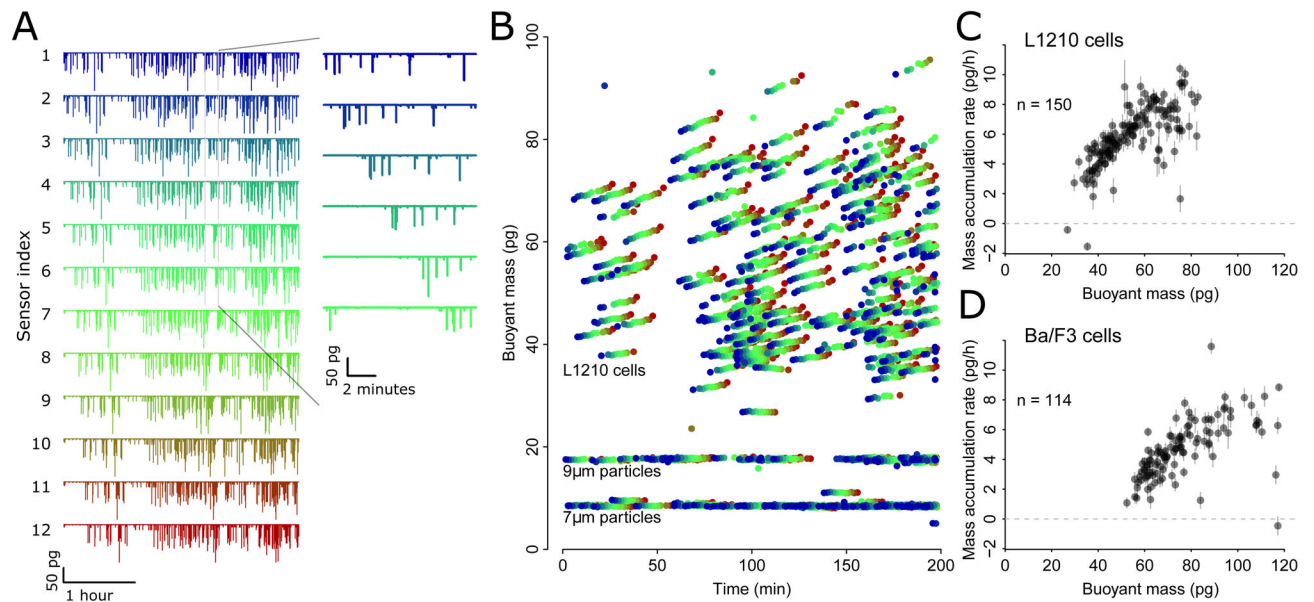 A
Sensor index
1
2
3
4
5
6
7
8
9
10
11
12
50 pg
1 hour
50 pg
2 minutes
B
Buoyant mass (pg)
100
80
60
40
20
0
L1210 cells
9µm particles
7µm particles
0
50
100
150
200
Time (min)
C
L1210 cells
n = 150
Mass accumulation rate (pg/h)
10
8
6
4
2
0
−2
0
20
40
60
80
100
120
Buoyant mass (pg)
D
Ba/F3 cells
n = 114
Mass accumulation rate (pg/h)
10
8
6
4
2
0
−2
0
20
40
60
80
100
120
Buoyant mass (pg)